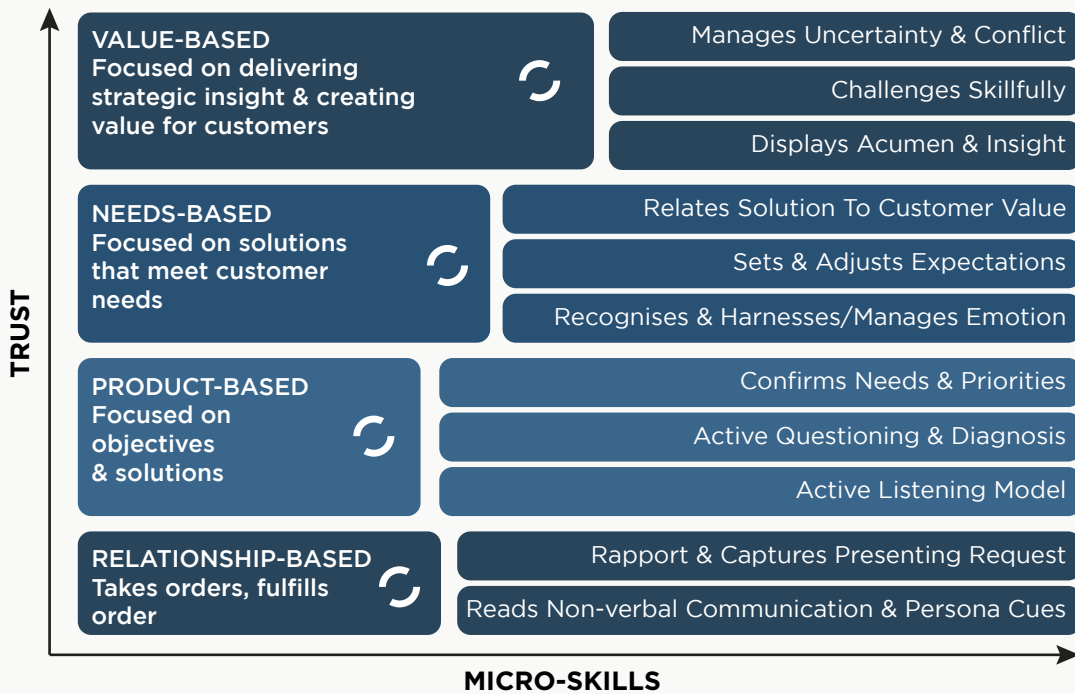 VALUE-BASED
Focused on delivering
strategic insight & creating
value for customers
Manages Uncertainty & Conflict
Challenges Skillfully
Displays Acumen & Insight
NEEDS-BASED
Focused on solutions
that meet customer
needs
Relates Solution To Customer Value
Sets & Adjusts Expectations
Recognises & Harnesses/Manages Emotion
PRODUCT-BASED
Focused on
objectives
& solutions
Confirms Needs & Priorities
Active Questioning & Diagnosis
Active Listening Model
RELATIONSHIP-BASED
Takes orders, fulfills
order
Rapport & Captures Presenting Request
Reads Non-verbal Communication & Persona Cues
TRUST
MICRO-SKILLS